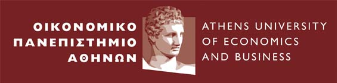 ΟΙΚΟΝΟΜΙΚΟ
ΠΑΝΕΠΙΣΤΗΜΙΟ
ΑΘΗΝΩΝ
ATHENS UNIVERSITY
OF ECONOMICS
AND BUSINESS